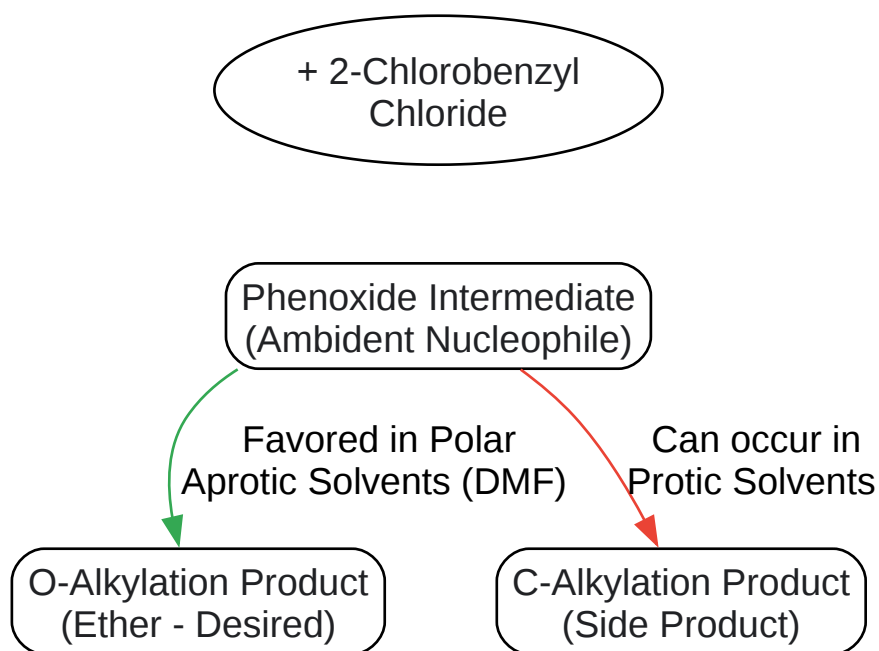 + 2-Chlorobenzyl
Chloride
Phenoxide Intermediate
(Ambident Nucleophile)
Favored in Polar
Aprotic Solvents (DMF)
Can occur in
Protic Solvents
O-Alkylation Product
(Ether - Desired)
C-Alkylation Product
(Side Product)